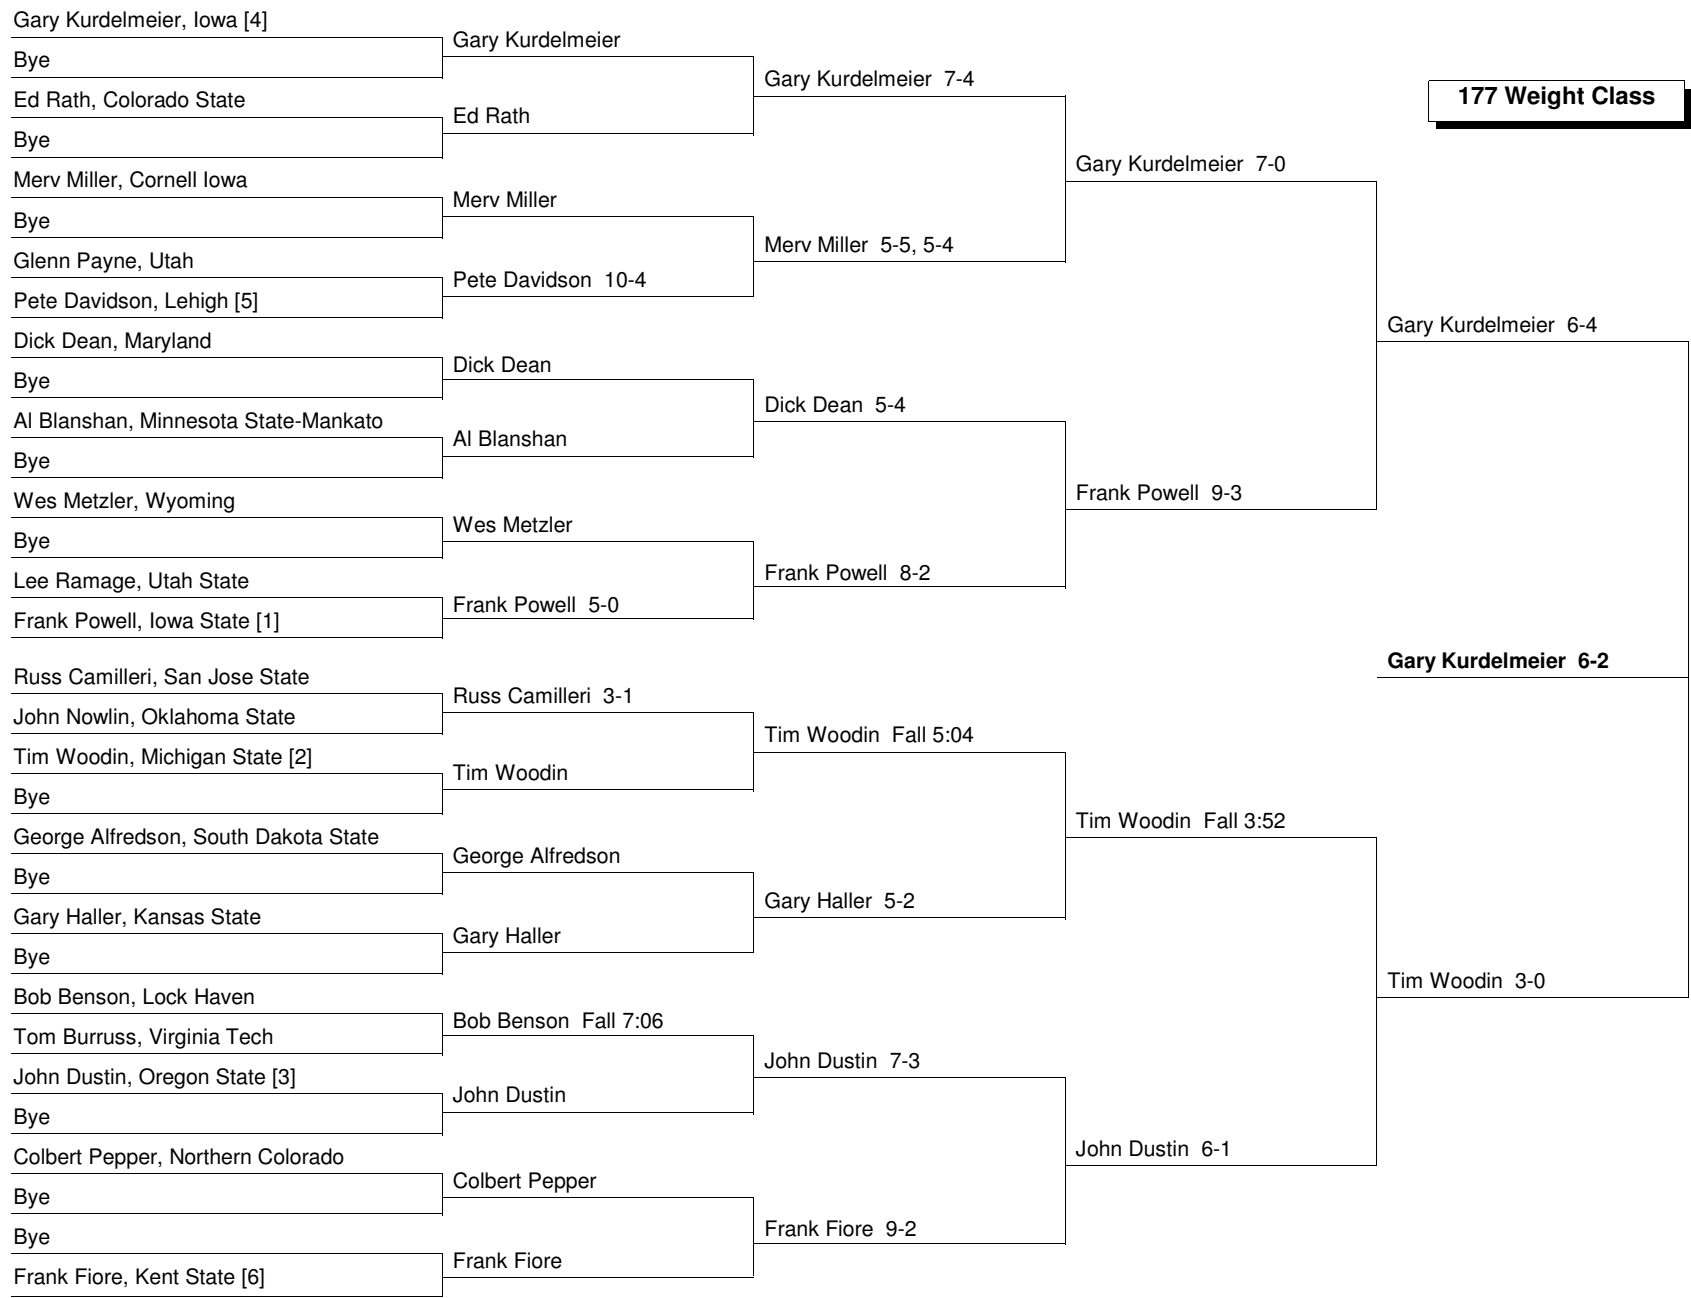 Gary Kurdelmeier, Iowa [4]
Bye
Ed Rath, Colorado State
Bye
Merv Miller, Cornell Iowa
Bye
Glenn Payne, Utah
Pete Davidson, Lehigh [5]
Dick Dean, Maryland
Bye
Al Blanshan, Minnesota State-Mankato
Bye
Wes Metzler, Wyoming
Bye
Lee Ramage, Utah State
Frank Powell, Iowa State [1]
Russ Camilleri, San Jose State
John Nowlin, Oklahoma State
Tim Woodin, Michigan State [2]
Bye
George Alfredson, South Dakota State
Bye
Gary Haller, Kansas State
Bye
Bob Benson, Lock Haven
Tom Burruss, Virginia Tech
John Dustin, Oregon State [3]
Bye
Colbert Pepper, Northern Colorado
Bye
Bye
Frank Fiore, Kent State [6]
Gary Kurdelmeier
Ed Rath
Merv Miller
Pete Davidson 10-4
Dick Dean
Al Blanshan
Wes Metzler
Frank Powell 5-0
Russ Camilleri 3-1
Tim Woodin
George Alfredson
Gary Haller
Bob Benson Fall 7:06
John Dustin
Colbert Pepper
Frank Fiore
Gary Kurdelmeier 7-4
Merv Miller 5-5, 5-4
Dick Dean 5-4
Frank Powell 8-2
Tim Woodin Fall 5:04
Gary Haller 5-2
John Dustin 7-3
Frank Fiore 9-2
Gary Kurdelmeier 7-0
Frank Powell 9-3
Tim Woodin Fall 3:52
John Dustin 6-1
177 Weight Class
Gary Kurdelmeier 6-4
Gary Kurdelmeier 6-2
Tim Woodin 3-0